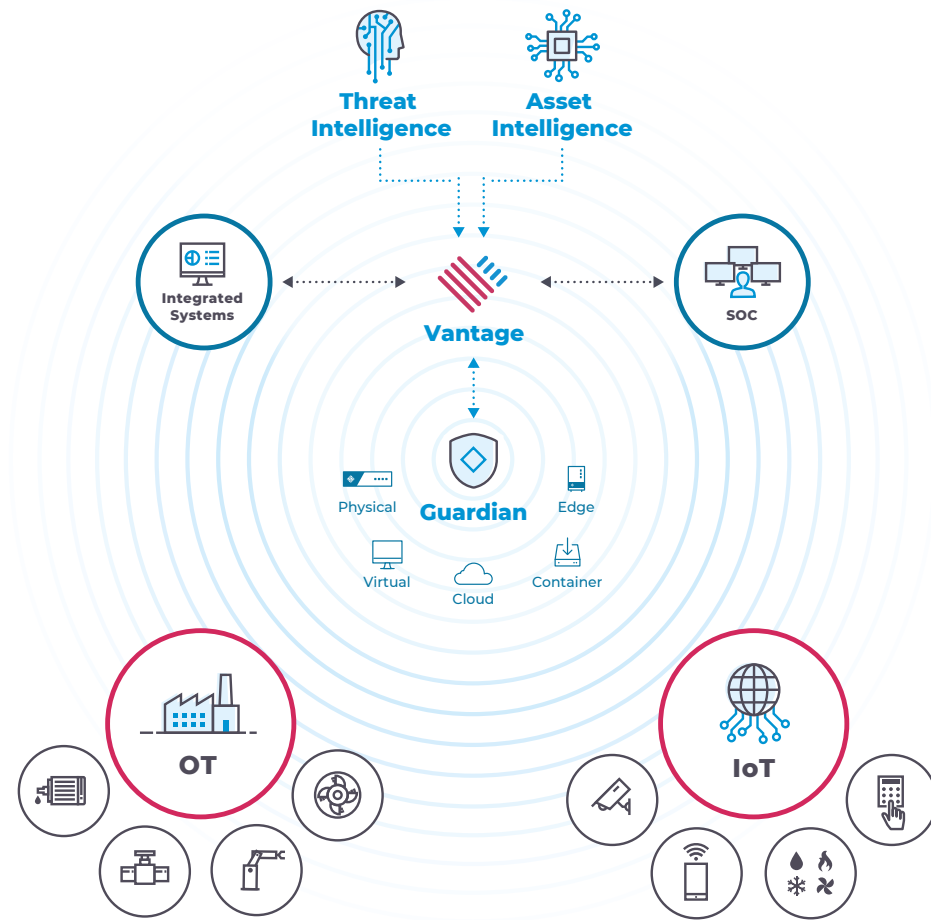 Threat
Intelligence
Asset
Intelligence
Integrated
Systems
SOC
Vantage
Physical
Guardian
Edge
Virtual
Cloud
Container
OT
IoT